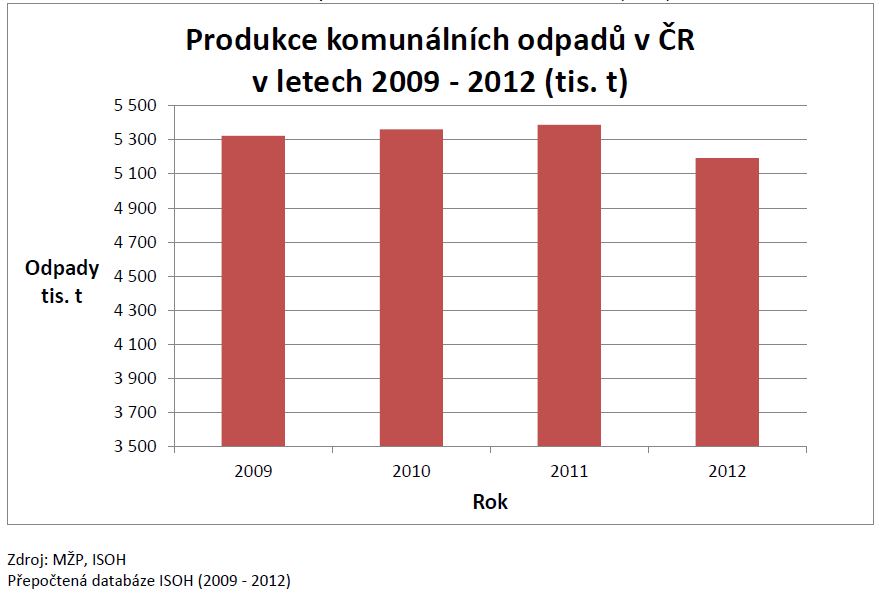 Produkce komunálních odpadů v ČR
v letech 2009 - 2012 (tis. t)
5 500
5 300
5 100
4 900
4 700
4 500
4 300
4 100
3 900
3 700
3 500
Odpady
tis. t
2009 2010 2011 2012
Rok
Zdroj: MŽP, ISOH
Přepočtená databáze ISOH (2009 - 2012)